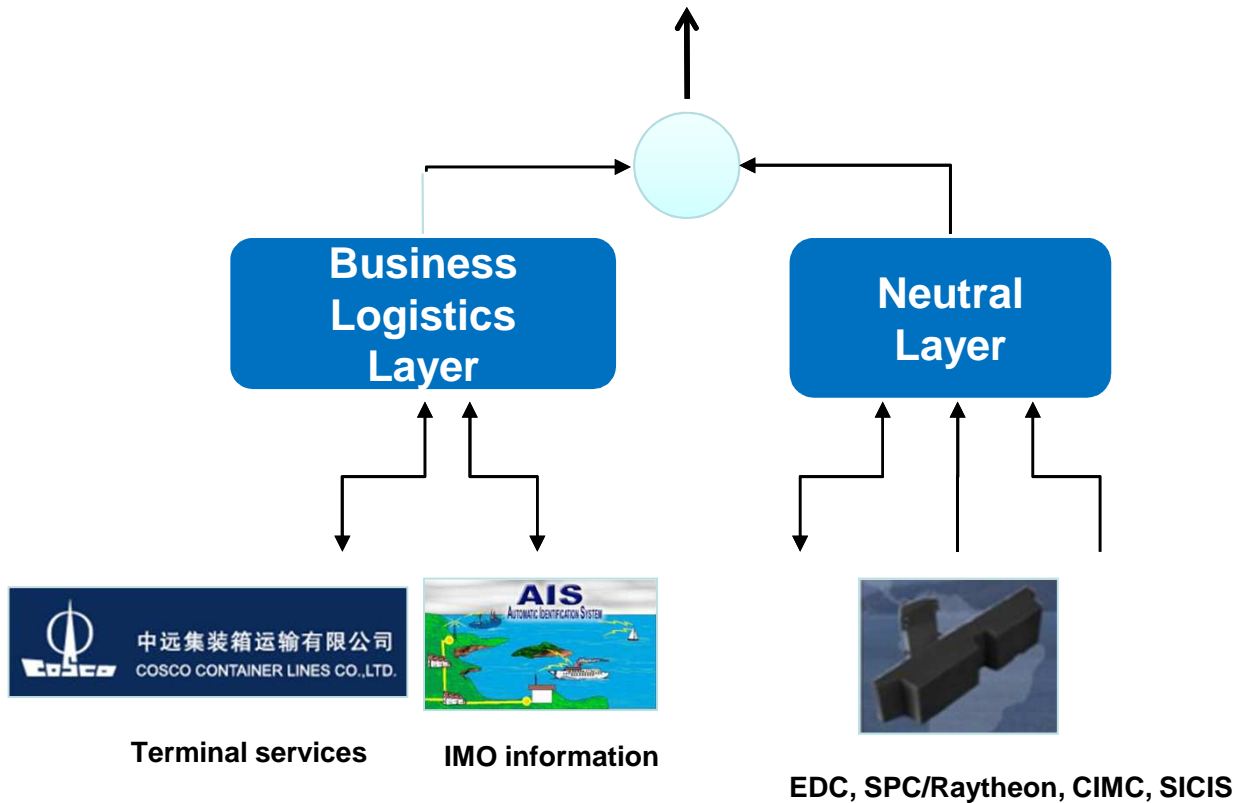 Business
Logistics
Layer
Neutral
Layer
中远集装箱运输有限公司
COSCO
COSCO CONTAINER LINES CO.,LTD.
AIS
AUTOMATIC IDENTIFICATION SYSTEM
Terminal services
IMO information
EDC, SPC/Raytheon, CIMC, SICIS